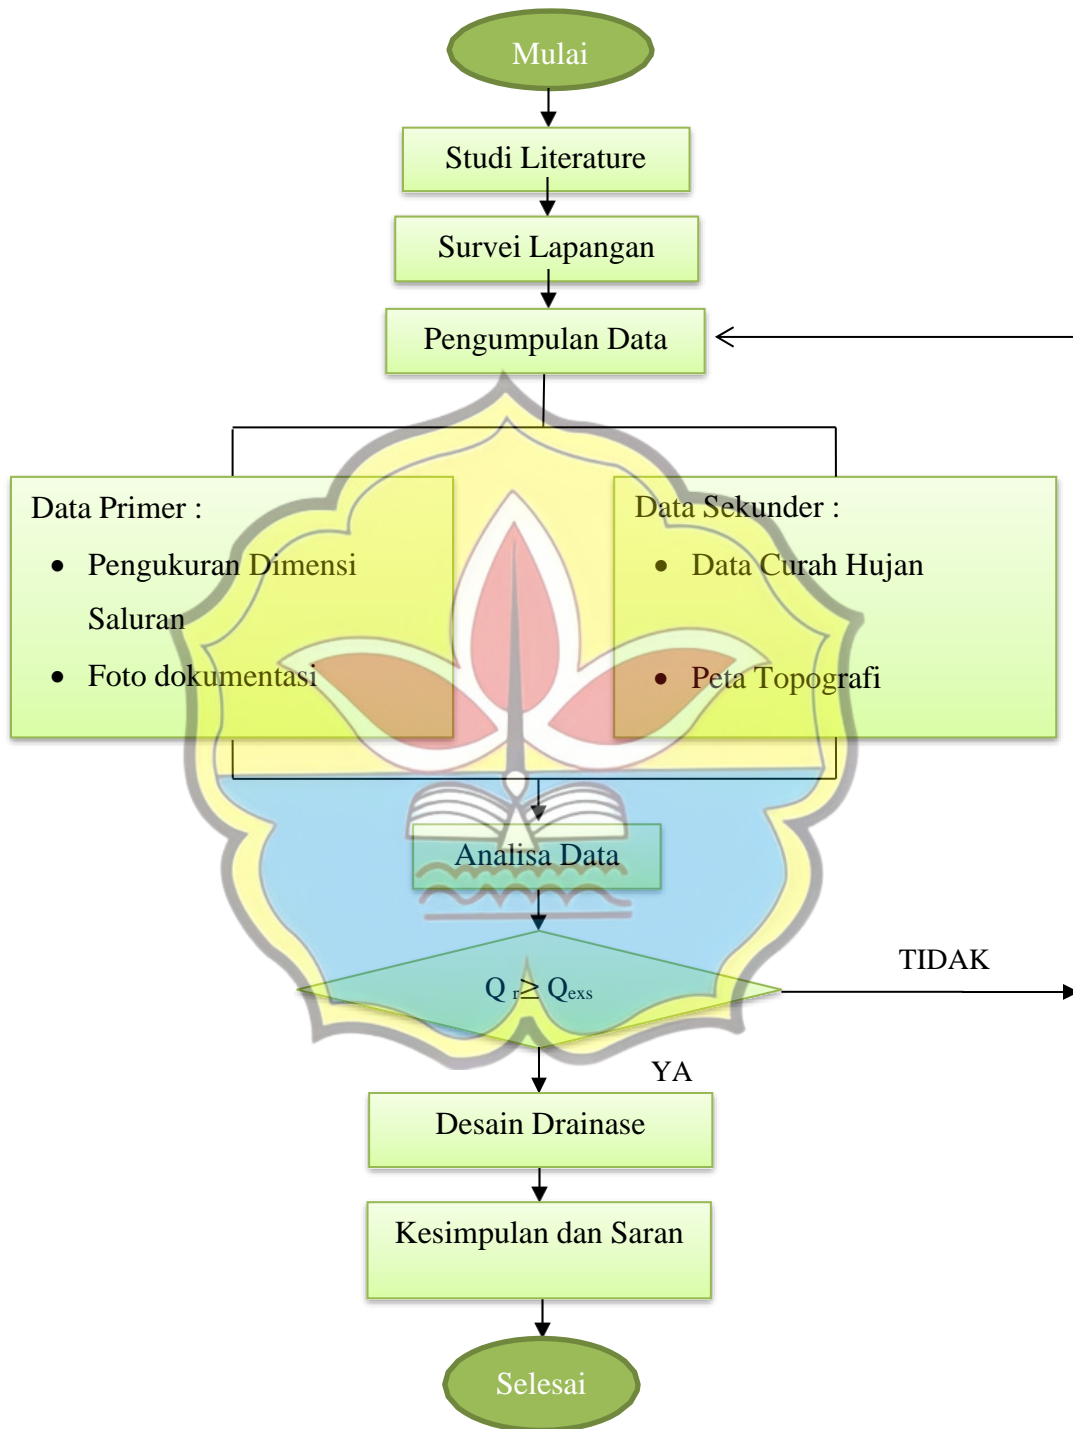 Mulai
Studi Literature
Survei Lapangan
Pengumpulan Data
Data Primer :
• Pengukuran Dimensi
Saluran
• Foto dokumentasi
Data Sekunder :
• Data Curah Hujan
• Peta Topografi
Analisa Data
Q r≥ Qexs
TIDAK
YA
Desain Drainase
Kesimpulan dan Saran
Selesai